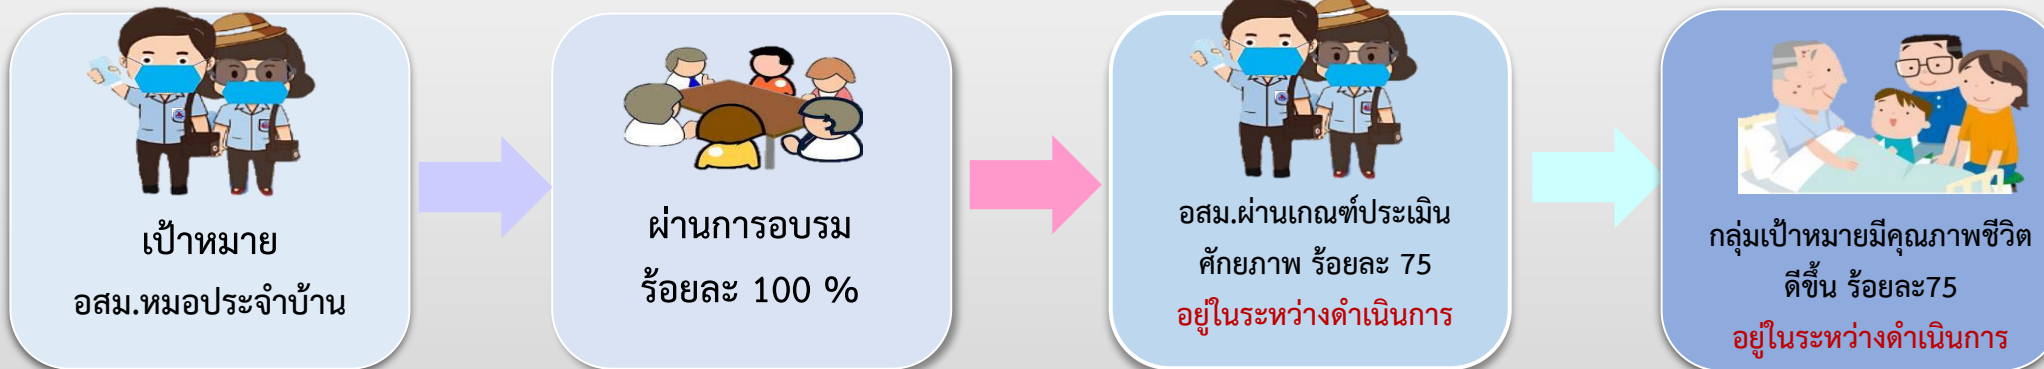 เป้าหมาย
อสม.หมอประจำบ้าน
ผ่านการอบรม
ร้อยละ 100 %
อสม.ผ่านเกณฑ์ประเมิน
ศักยภาพ ร้อยละ 75
อยู่ในระหว่างดำเนินการ
กลุ่มเป้าหมายมีคุณภาพชีวิต
ดีขึ้น ร้อยละ75
อยู่ในระหว่างดำเนินการ